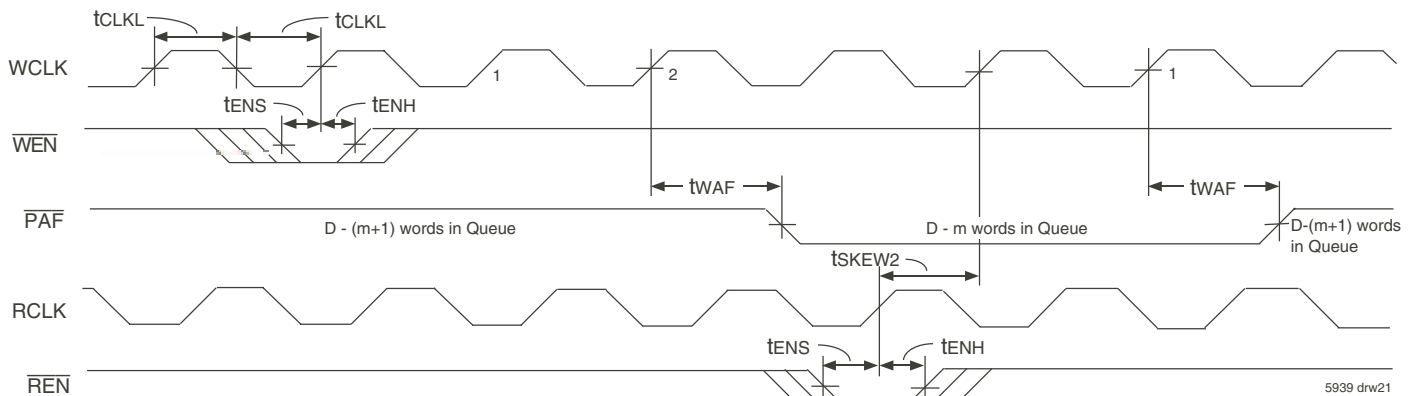 tCLKL
tCLKL
WCLK
1
2
1
tENS
tENH
WEN
tWAF
tWAF
PAF
D - (m+1) words in Queue
D - m words in Queue
D-(m+1) words
in Queue
tSKEW2
RCLK
tENS
tENH
REN
5939 drw21